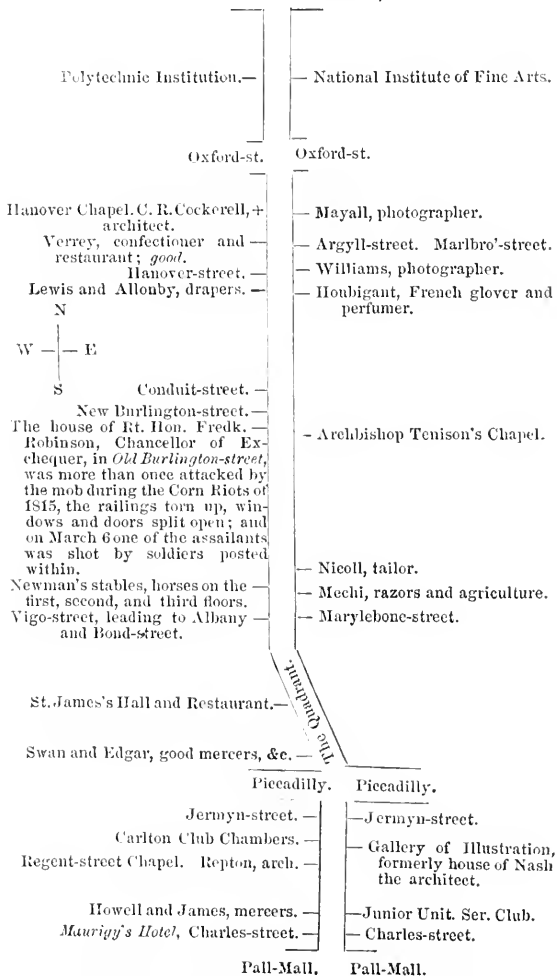 Polytechnic Institution.
National Institute of Fine Arts.
Oxford-st.
Oxford-st.
Hanover Chapel. C. R. Cockerell,
architect.
Mayall, photographer.
Verrey, confectioner and
restaurant; good.
Argyll-street. Marlbro'-street.
Hanover-street.
Williams, photographer.
Lewis and Allonby, drapers.
Houbigant, French glover and
perfumer.
N
W E
S
Conduit-street.
New Burlington-street.
The house of Rt. Hon. Fredk.
Robinson, Chancellor of Ex-
chequer, in Old Burlington-street,
was more than once attacked by
the mob during the Corn Riots of
1815, the railings torn up, win-
dows and doors split open; and
on March 6 one of the assailants
was shot by soldiers posted
within.
Archbishop Tenison's Chapel.
Nicoll, tailor.
Newman's stables, horses on the
first, second, and third floors.
Mechi, razors and agriculture.
Vigo-street, leading to Albany
and Bond-street.
Marylebone-street.
The Quadrant.
St. James's Hall and Restaurant.
Swan and Edgar, good mercers, &c.
Piccadilly.
Piccadilly.
Jermyn-street.
Jermyn-street.
Carlton Club Chambers.
Gallery of Illustration,
formerly house of Nash
the architect.
Regent-street Chapel. Repton, arch.
Howell and James, mercers.
Junior Unit. Ser. Club.
Maurigy's Hotel, Charles-street.
Charles-street.
Pall-Mall.
Pall-Mall.